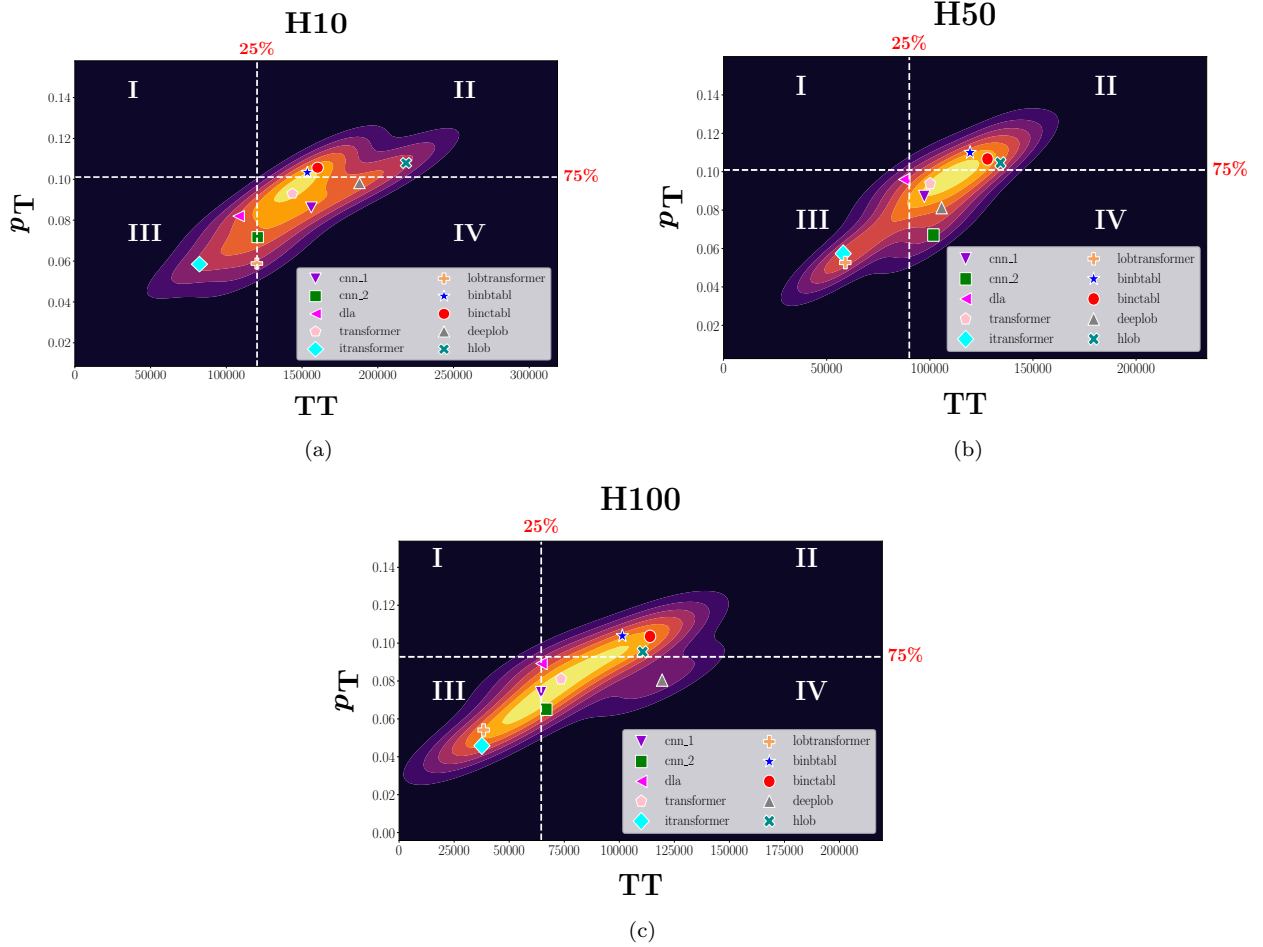 H10
25%
I
II
0.14
0.12
0.10
0.08
0.06
0.04
0.02
75%
III
IV
pT
cnn_1
cnn_2
dla
transformer
itransformer
lobtransformer
binbtabl
binctabl
deeplob
hlob
0
50000
100000
150000
200000
250000
300000
TT
(a)
H50
25%
I
II
0.14
0.12
0.10
0.08
0.06
0.04
0.02
75%
III
IV
pT
cnn_1
cnn_2
dla
transformer
itransformer
lobtransformer
binbtabl
binctabl
deeplob
hlob
0
50000
100000
150000
200000
TT
(b)
H100
25%
I
II
0.14
0.12
0.10
0.08
0.06
0.04
0.02
0.00
75%
III
IV
pT
cnn_1
cnn_2
dla
transformer
itransformer
lobtransformer
binbtabl
binctabl
deeplob
hlob
0
25000
50000
75000
100000
125000
150000
175000
200000
TT
(c)